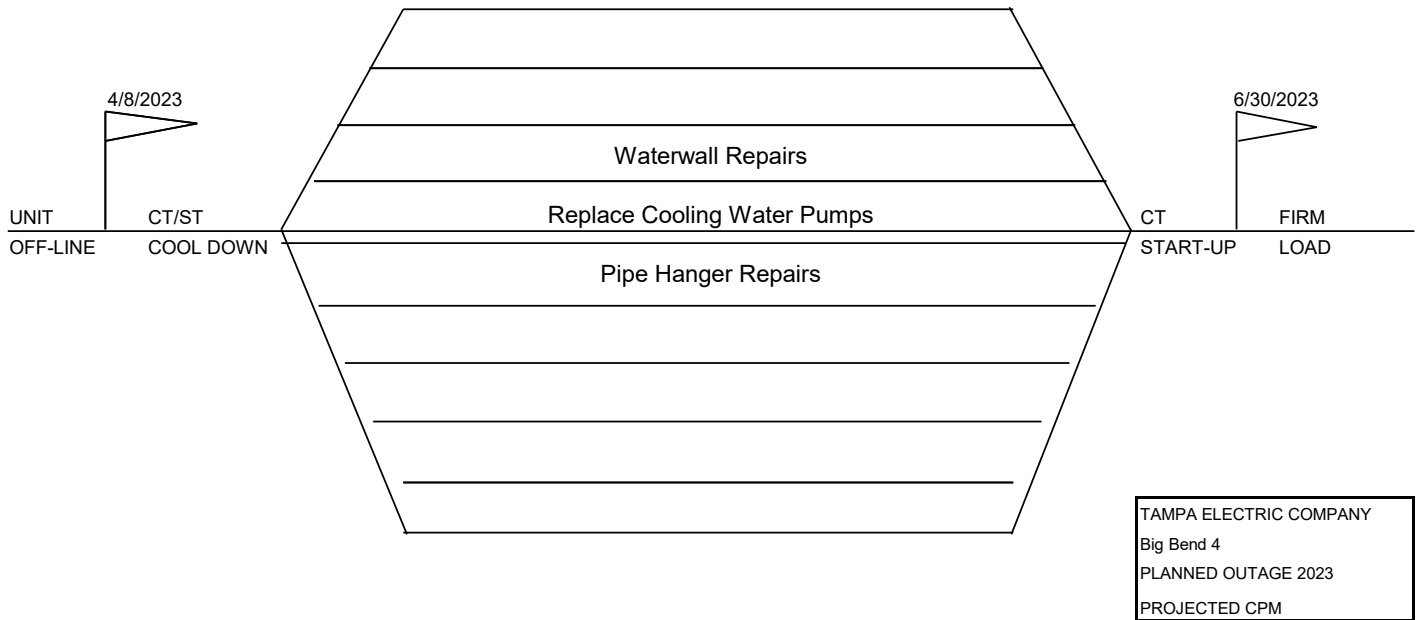 4/8/2023
6/30/2023
Waterwall Repairs
UNIT CT/ST Replace Cooling Water Pumps CT FIRM
OFF-LINE COOL DOWN START-UP LOAD
Pipe Hanger Repairs
TAMPA ELECTRIC COMPANY
Big Bend 4
PLANNED OUTAGE 2023
PROJECTED CPM